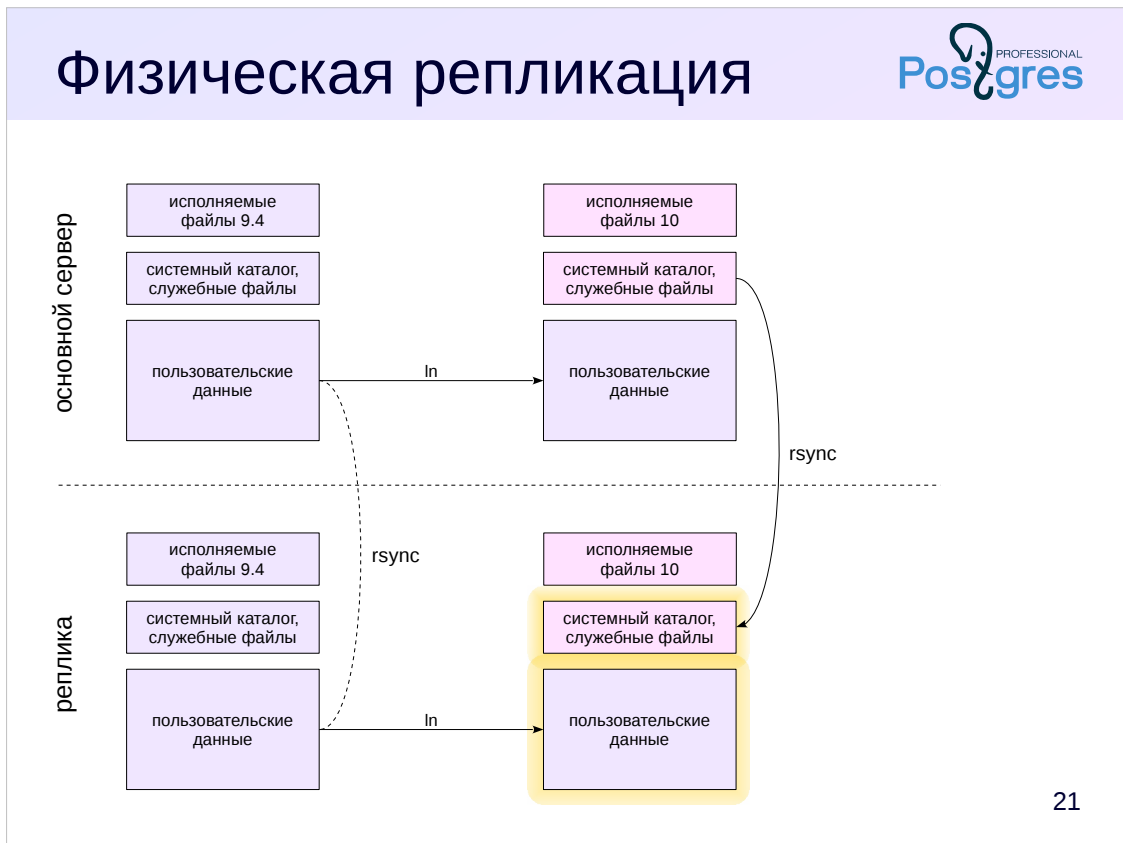 Физическая репликация
PROFESSIONAL
Postgres
основной сервер
исполняемые
файлы 9.4
исполняемые
файлы 10
системный каталог,
служебные файлы
системный каталог,
служебные файлы
пользовательские
данные
ln
пользовательские
данные
rsync
реплика
исполняемые
файлы 9.4
rsync
исполняемые
файлы 10
системный каталог,
служебные файлы
системный каталог,
служебные файлы
пользовательские
данные
ln
пользовательские
данные
21